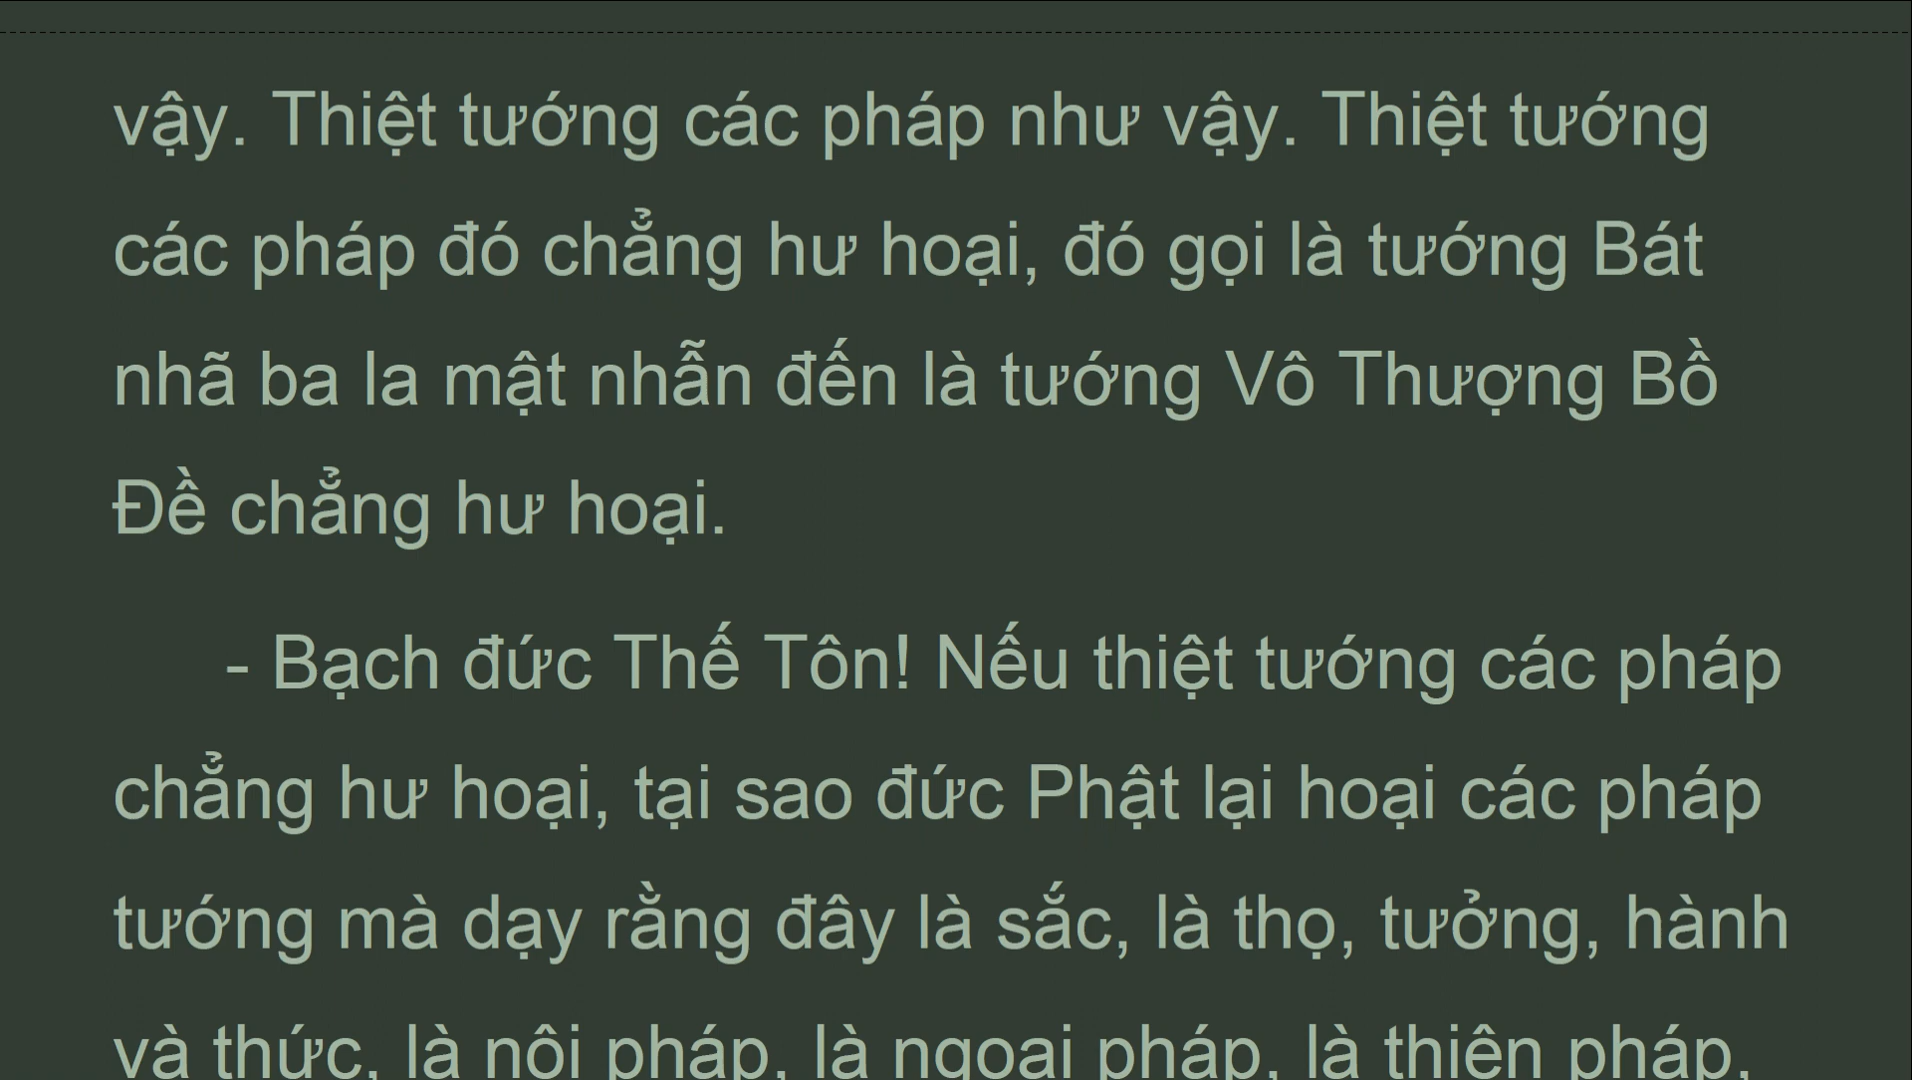 vậy. Thiệt tướng các pháp như vậy. Thiệt tướng
các pháp đó chẳng hư hoại, đó gọi là tướng Bát
nhã ba la mật nhẫn đến là tướng Vô Thượng Bồ
Đề chẳng hư hoại.
- Bạch đức Thế Tôn! Nếu thiệt tướng các pháp
chẳng hư hoại, tại sao đức Phật lại hoại các pháp
tướng mà dạy rằng đây là sắc, là thọ, tưởng, hành
và thức, là nội pháp, là ngoại pháp, là thiện pháp,